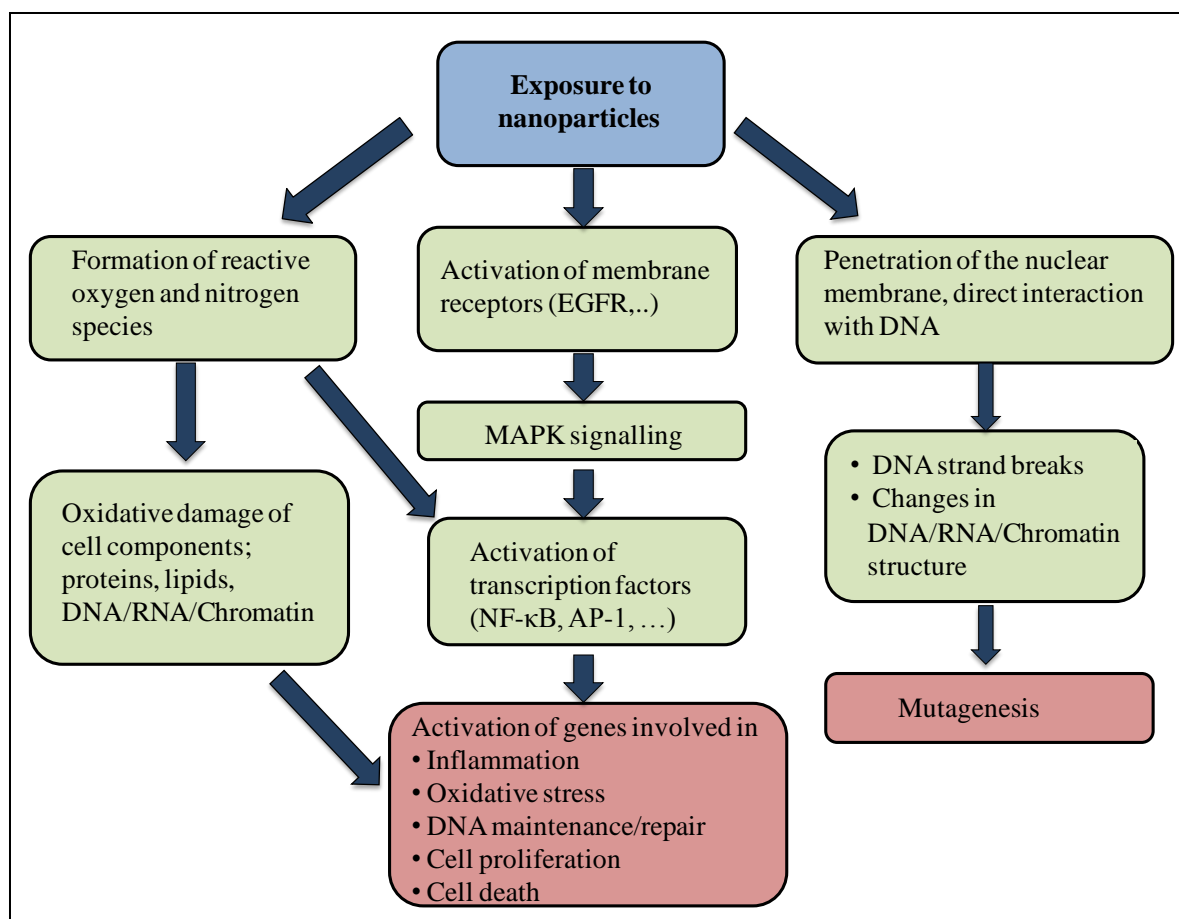 Exposure to
nanoparticles
Formation of reactive
oxygen and nitrogen
species
Activation of membrane
receptors (EGFR,..)
Penetration of the nuclear
membrane, direct interaction
with DNA
MAPK signalling
• DNA strand breaks
• Changes in
DNA/RNA/Chromatin
structure
Oxidative damage of
cell components;
proteins, lipids,
DNA/RNA/Chromatin
Activation of
transcription factors
(NF-κB, AP-1, …)
Mutagenesis
Activation of genes involved in
• Inflammation
• Oxidative stress
• DNA maintenance/repair
• Cell proliferation
• Cell death